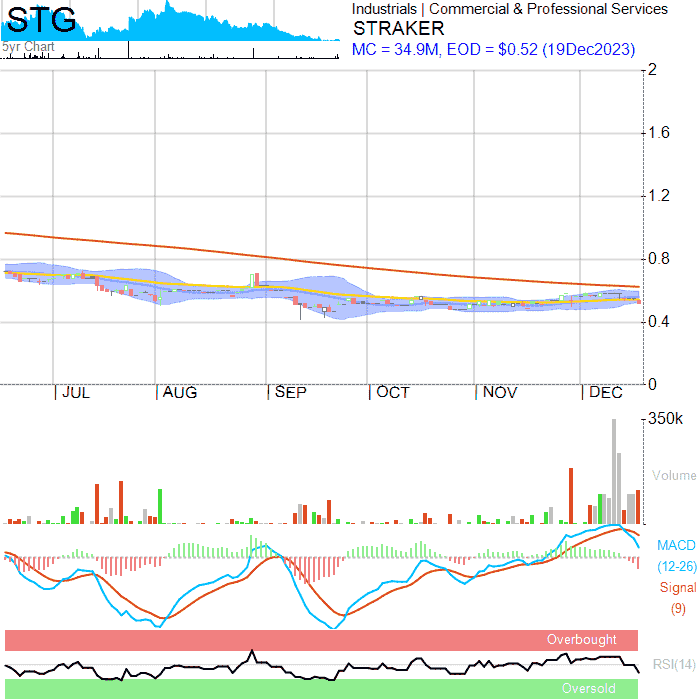 STG
5yr Chart
Industrials | Commercial & Professional Services
STRAKER
MC = 34.9M, EOD = $0.52 (19Dec2023)
2
1.6
1.2
0.8
0.4
0
JUL AUG SEP OCT NOV DEC
350k
Volume
MACD
(12-26)
Signal
(9)
Overbought
RSI(14)
Oversold